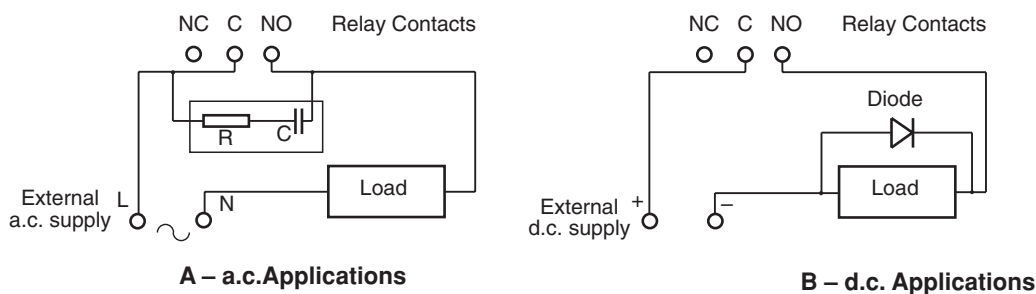 NC C NO Relay Contacts
R
C
Load
External
a.c. supply
L
N
A – a.c.Applications
NC C NO Relay Contacts
Diode
Load
External
d.c. supply
+
–
B – d.c. Applications